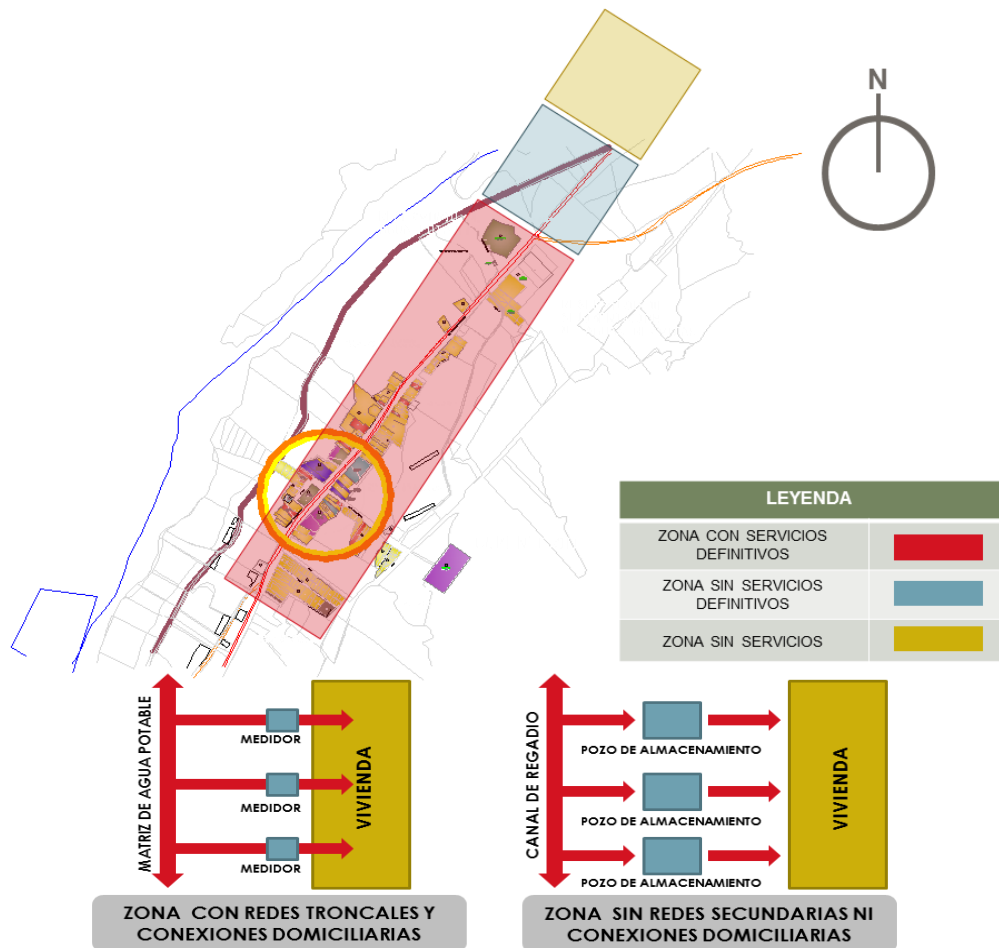 N
LEYENDA
ZONA CON SERVICIOS
DEFINITIVOS
ZONA SIN SERVICIOS
DEFINITIVOS
ZONA SIN SERVICIOS
MATRIZ DE AGUA POTABLE
MEDIDOR
MEDIDOR
MEDIDOR
VIVIENDA
ZONA CON REDES TRONCALES Y
CONEXIONES DOMICILIARIAS
CANAL DE REGADIO
POZO DE ALMACENAMIENTO
POZO DE ALMACENAMIENTO
POZO DE ALMACENAMIENTO
VIVIENDA
ZONA SIN REDES SECUNDARIAS NI
CONEXIONES DOMICILIARIAS